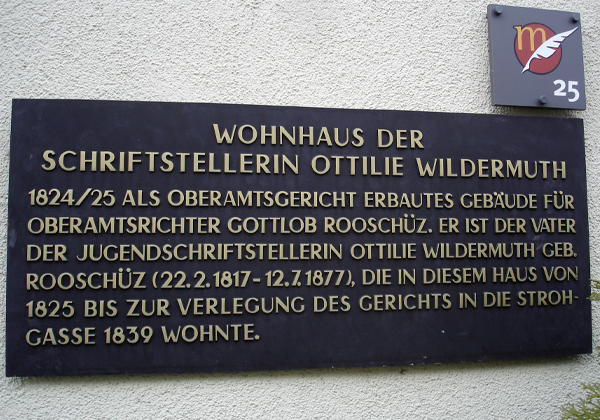 m
25
WOHNHAUS DER
SCHRIFTSTELLERIN OTTILIE WILDERMUTH
1824/25 ALS OBERAMTSGERICHT ERBAUTES GEBÄUDE FÜR
OBERAMTSRICHTER GOTTLOB ROOSCHÜZ. ER IST DER VATER
DER JUGENDSCHRIFTSTELLERIN OTTILIE WILDERMUTH GEB.
ROOSCHÜZ (22.2.1817-12.7.1877), DIE IN DIESEM HAUS VON
1825 BIS ZUR VERLEGUNG DES GERICHTS IN DIE STROH-
GASSE 1839 WOHNTE.